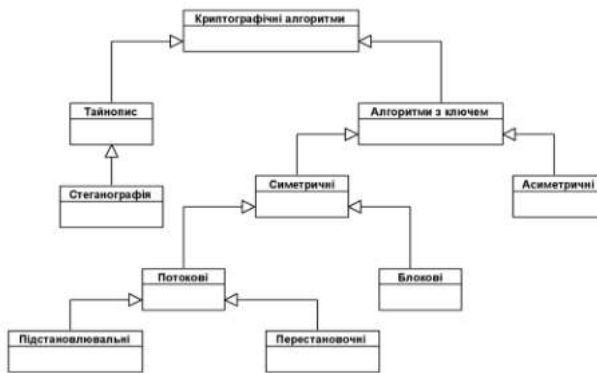 Криптографічні алгоритми
Тайнопис
Алгоритми з ключем
Стеганографія
Симетричні
Асиметричні
Потокові
Блокові
Підстановлювальні
Перестановочні